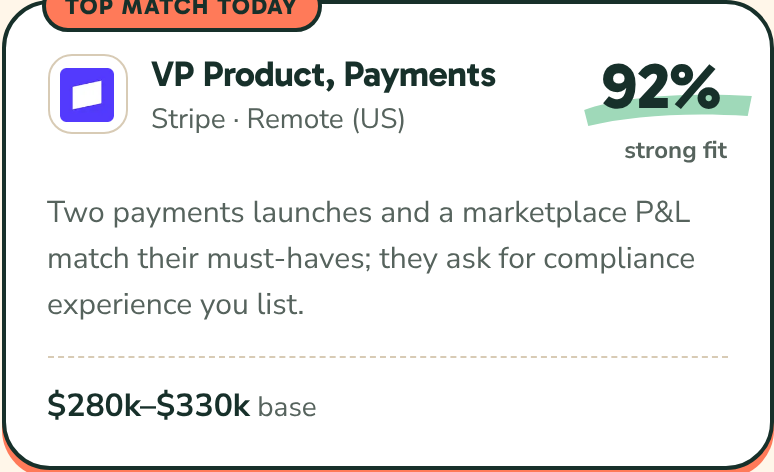 TOP MATCH TODAY
VP Product, Payments
Stripe · Remote (US)
92%
strong fit
Two payments launches and a marketplace P&L
match their must-haves; they ask for compliance
experience you list.
$280k–$330k base